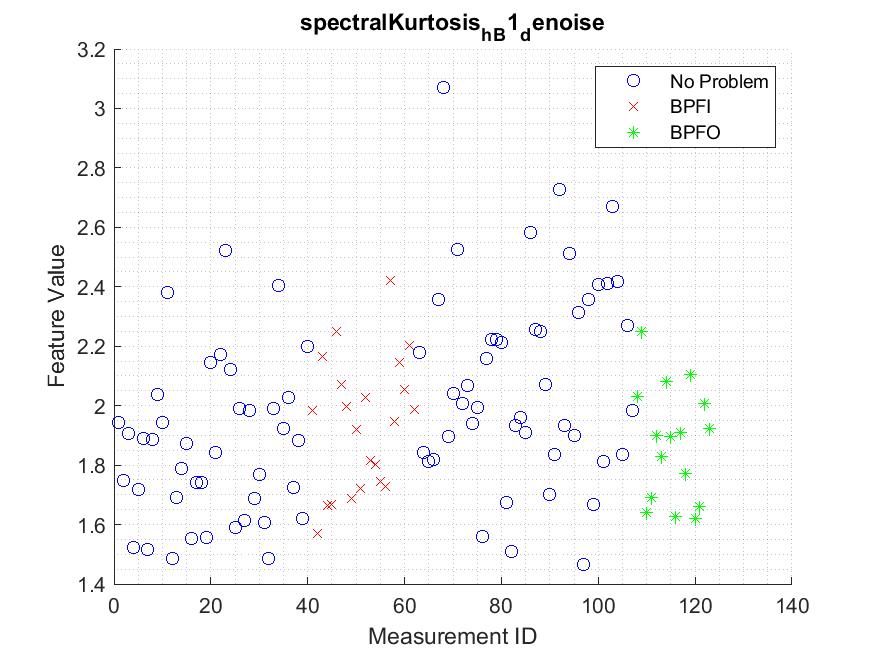 spectralKurtosis_hB1_denoise
3.2
3
2.8
2.6
2.4
2.2
2
1.8
1.6
1.4
Feature Value
No Problem
BPFI
BPFO
0 20 40 60 80 100 120 140
Measurement ID